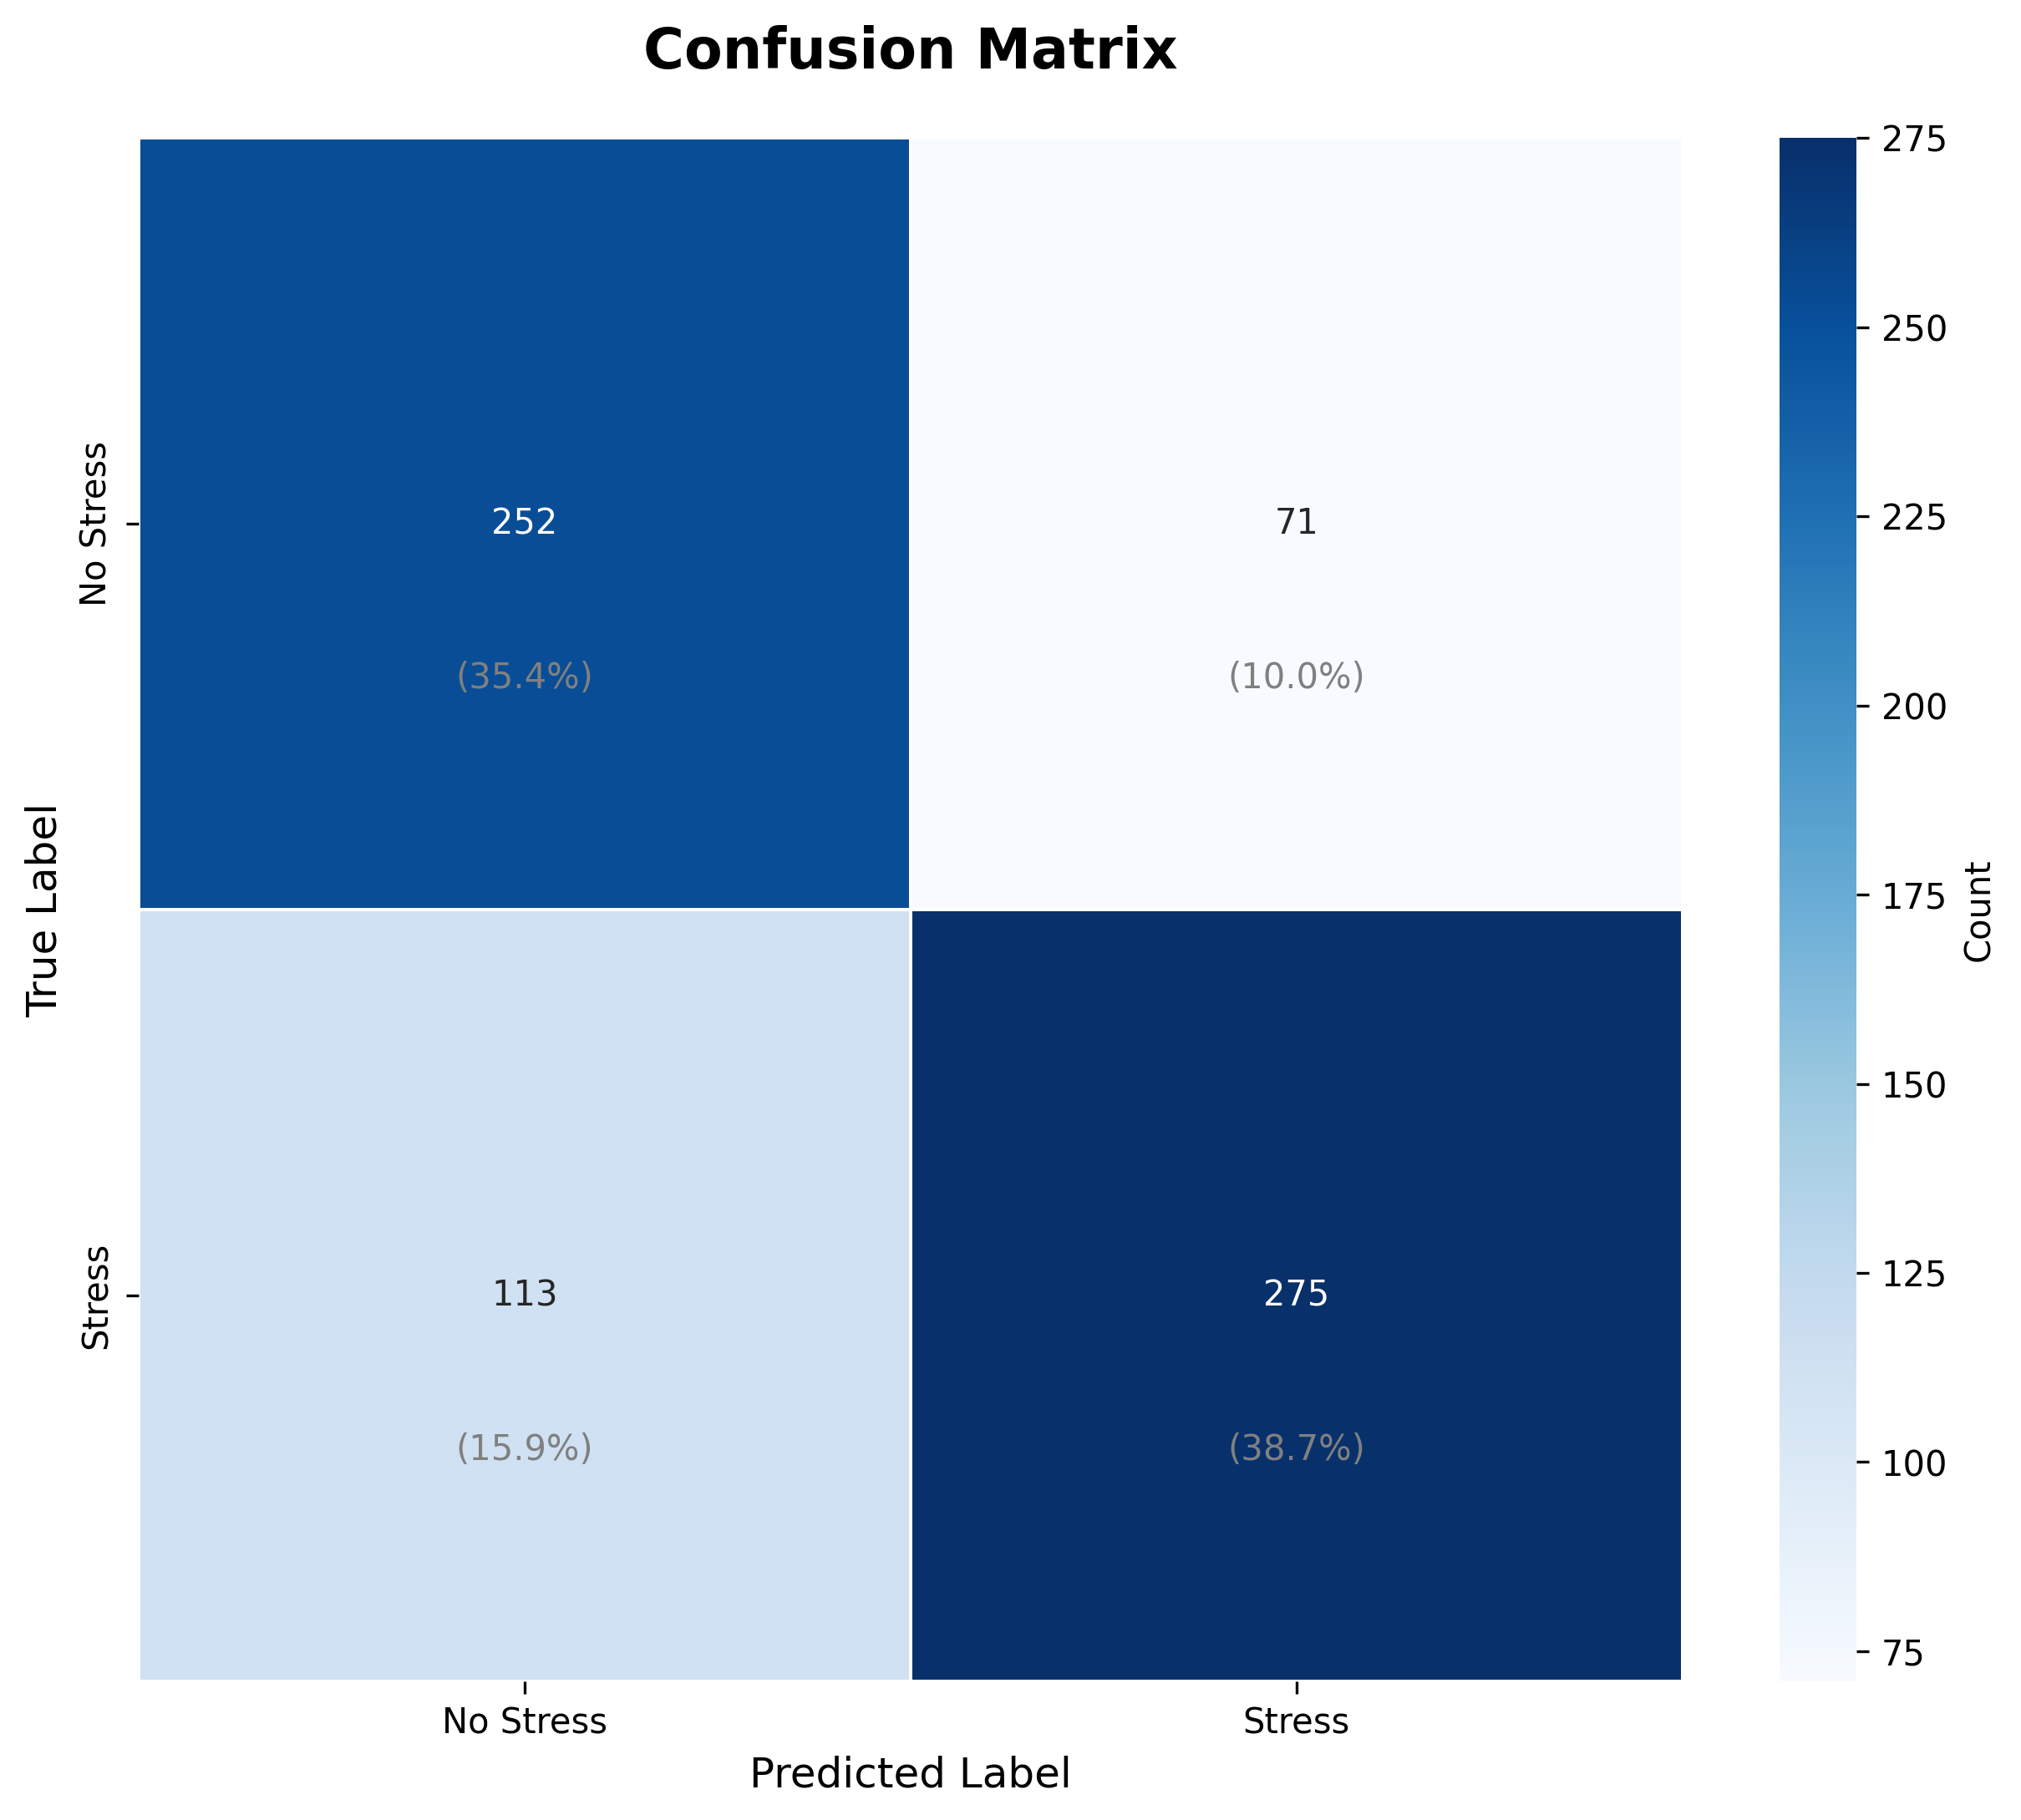 Confusion Matrix
True Label
No Stress
Stress
252
71
(35.4%)
(10.0%)
113
275
(15.9%)
(38.7%)
No Stress
Stress
Predicted Label
275
250
225
200
175
150
125
100
75
Count